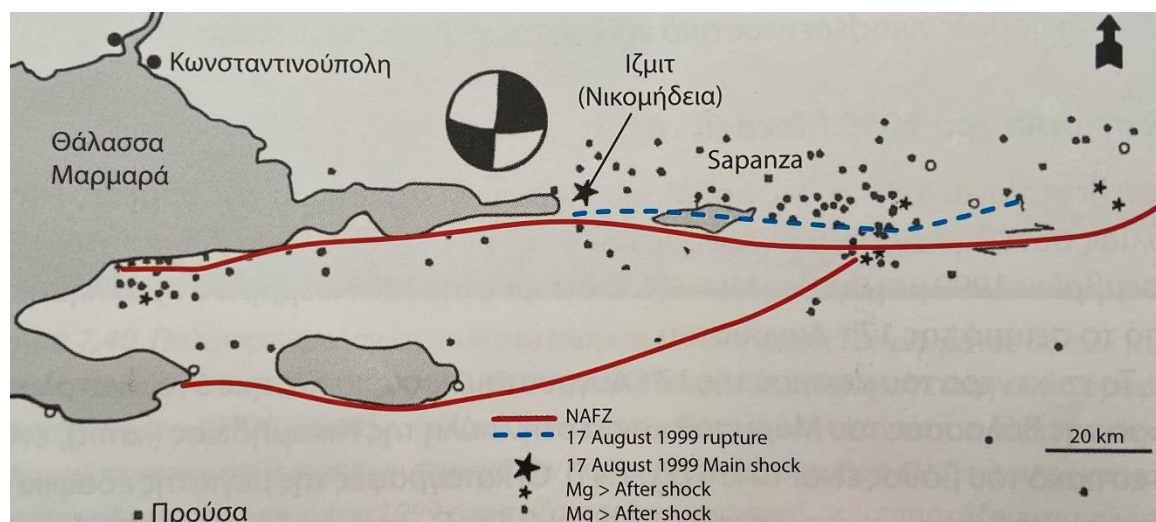 Κωνσταντινούπολη
Ιζμιτ
(Νικομήδεια)
Θάλασσα
Μαρμαρά
Sapanza
NAFZ
17 August 1999 rupture
17 August 1999 Main shock
Mg > After shock
Mg > After shock
20 km
Προύσα